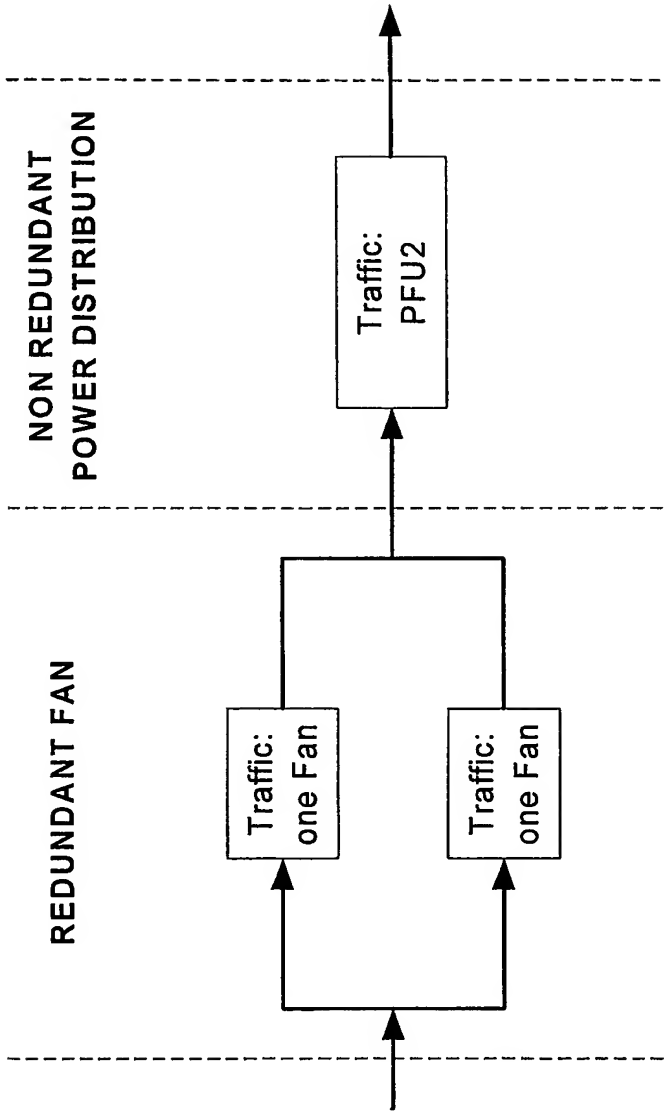 REDUNDANT FAN
NON REDUNDANT
POWER DISTRIBUTION
Traffic:
one Fan
Traffic:
one Fan
Traffic:
PFU2